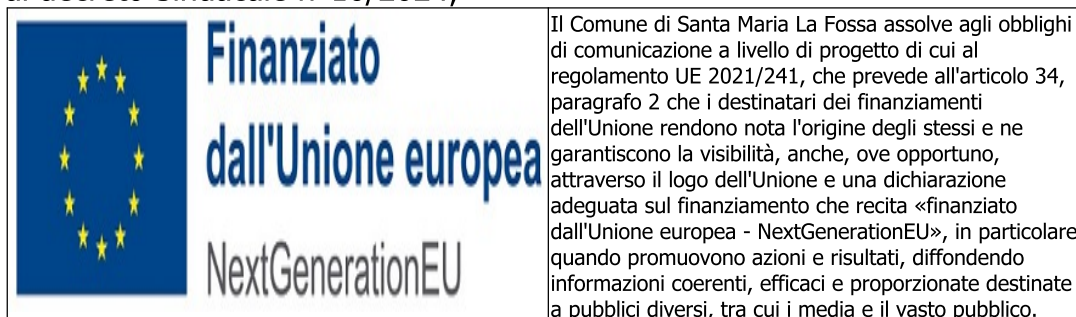 Finanziato
dall'Unione europea
NextGenerationEU
Il Comune di Santa Maria La Fossa assolve agli obblighi
di comunicazione a livello di progetto di cui al
regolamento UE 2021/241, che prevede all'articolo 34,
paragrafo 2 che i destinatari dei finanziamenti
dell'Unione rendono nota l'origine degli stessi e ne
garantiscono la visibilità, anche, ove opportuno,
attraverso il logo dell'Unione e una dichiarazione
adeguata sul finanziamento che recita «finanziato
dall'Unione europea - NextGenerationEU», in particolare
quando promuovono azioni e risultati, diffondendo
informazioni coerenti, efficaci e proporzionate destinate
a pubblici diversi, tra cui i media e il vasto pubblico.